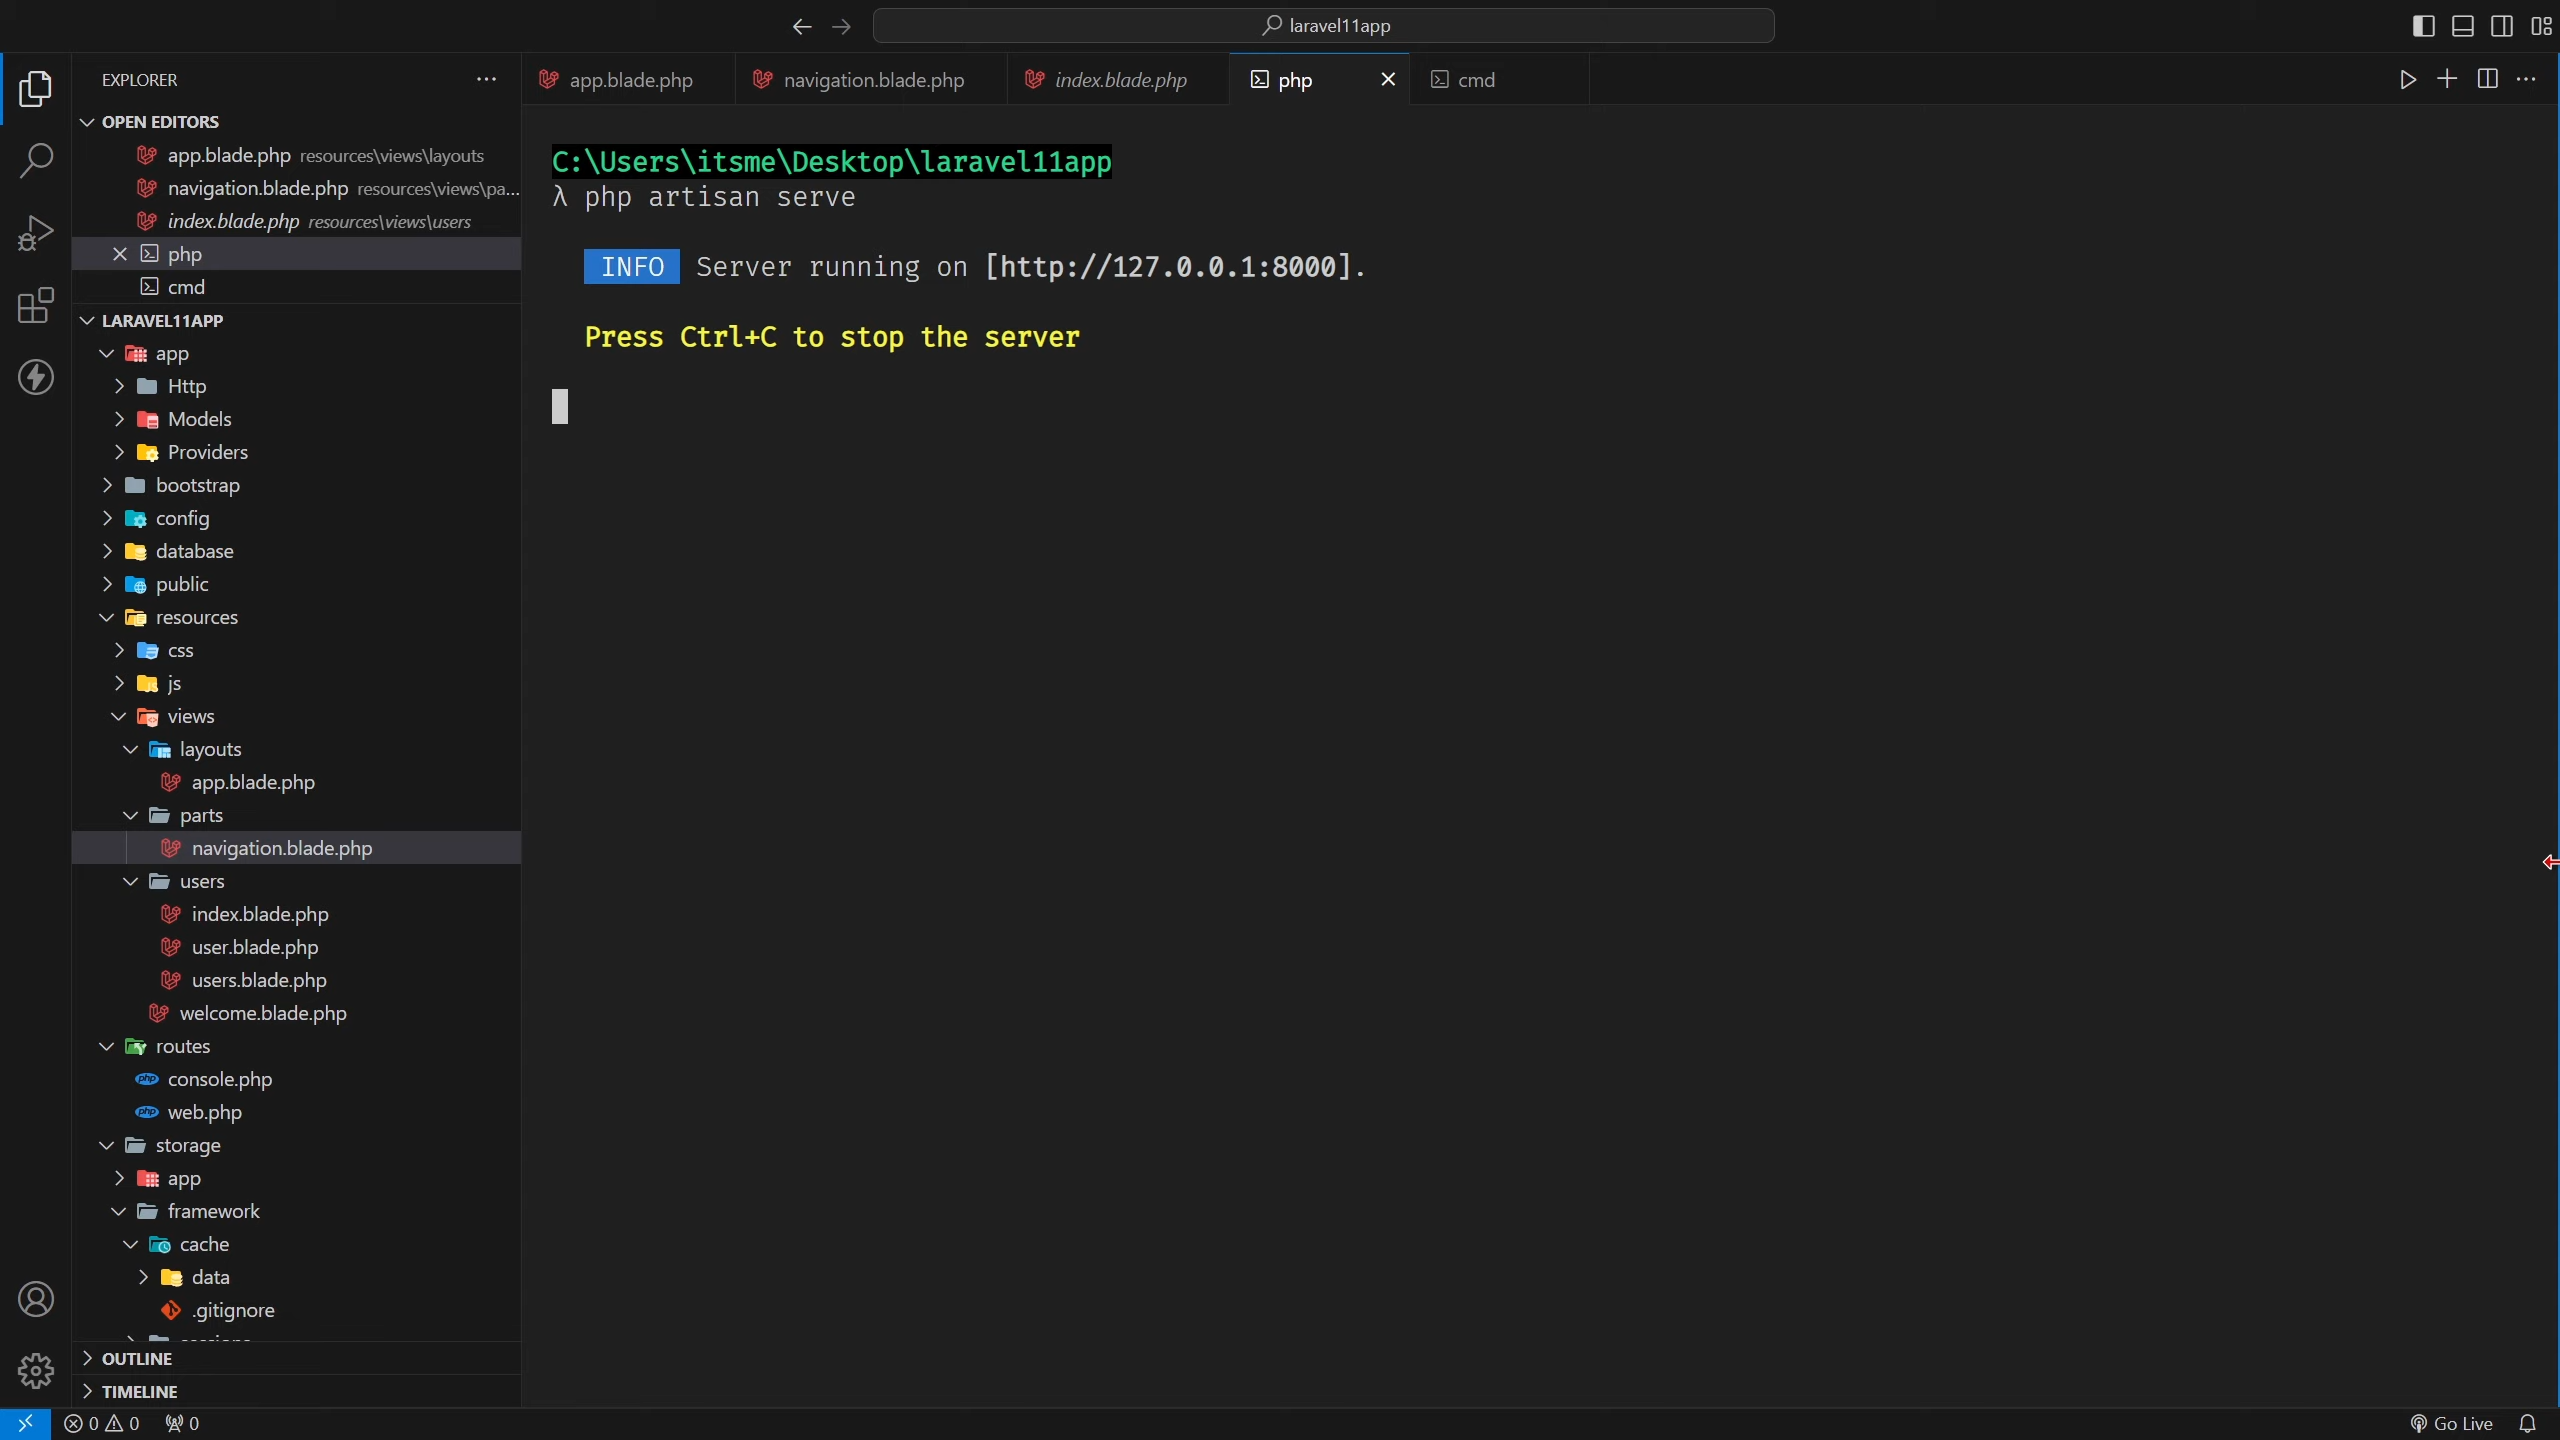 laravel11app
EXPLORER
app.blade.php
navigation.blade.php
index.blade.php
php
cmd
OPEN EDITORS
app.blade.php resources\views\layouts
navigation.blade.php resources\views\pa...
index.blade.php resources\views\users
php
cmd
LARAVEL11APP
app
Http
Models
Providers
bootstrap
config
database
public
resources
css
js
views
layouts
app.blade.php
parts
navigation.blade.php
users
index.blade.php
user.blade.php
users.blade.php
welcome.blade.php
routes
console.php
web.php
storage
app
framework
cache
data
.gitignore
OUTLINE
TIMELINE
C:\Users\itsme\Desktop\laravel11app
λ php artisan serve
INFO Server running on [http://127.0.0.1:8000].
Press Ctrl+C to stop the server
0 0 0
Go Live